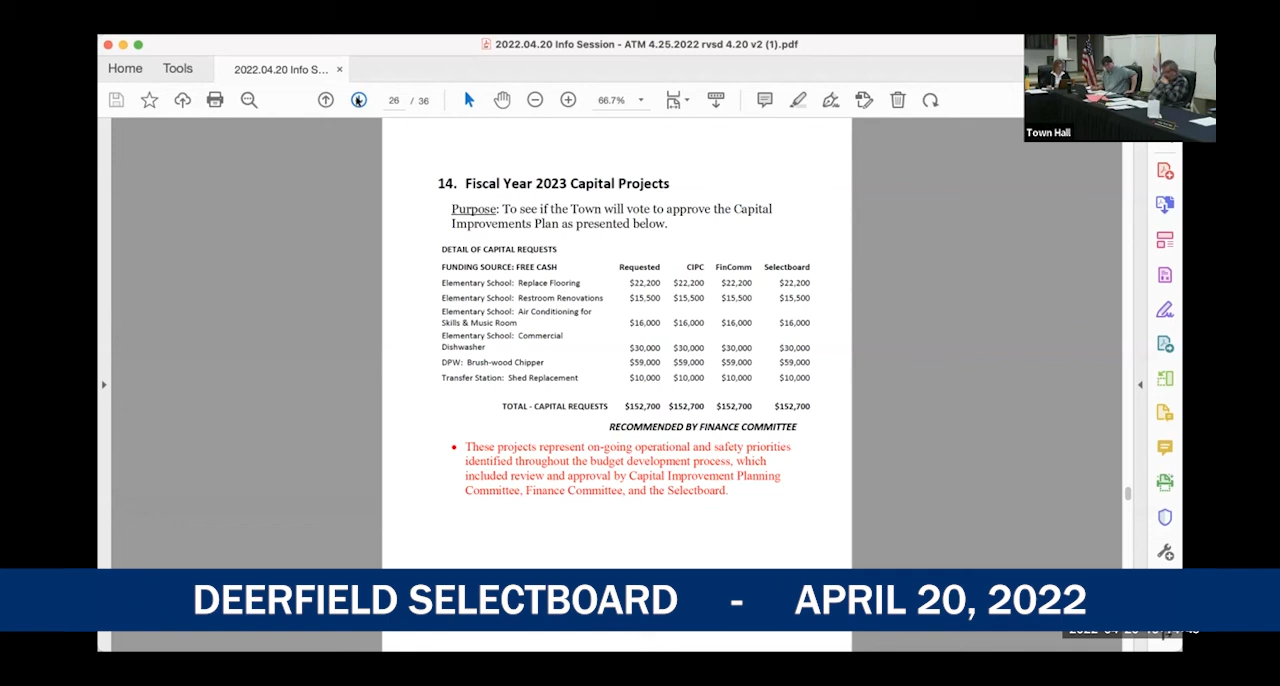 2022.04.20 Info Session - ATM 4.25.2022 rvsd 4.20 v2 (1).pdf
Home Tools 2022.04.20 Info S... ×
26 / 36 66.7%
Town Hall
14. Fiscal Year 2023 Capital Projects
Purpose: To see if the Town will vote to approve the Capital
Improvements Plan as presented below.
DETAIL OF CAPITAL REQUESTS
FUNDING SOURCE: FREE CASH Requested CIPC FinComm Selectboard
Elementary School: Replace Flooring $22,200 $22,200 $22,200 $22,200
Elementary School: Restroom Renovations $15,500 $15,500 $15,500 $15,500
Elementary School: Air Conditioning for
Skills & Music Room $16,000 $16,000 $16,000 $16,000
Elementary School: Commercial
Dishwasher $30,000 $30,000 $30,000 $30,000
DPW: Brush-wood Chipper $59,000 $59,000 $59,000 $59,000
Transfer Station: Shed Replacement $10,000 $10,000 $10,000 $10,000
TOTAL - CAPITAL REQUESTS $152,700 $152,700 $152,700 $152,700
RECOMMENDED BY FINANCE COMMITTEE
• These projects represent on-going operational and safety priorities
identified throughout the budget development process, which
included review and approval by Capital Improvement Planning
Committee, Finance Committee, and the Selectboard.
DEERFIELD SELECTBOARD - APRIL 20, 2022